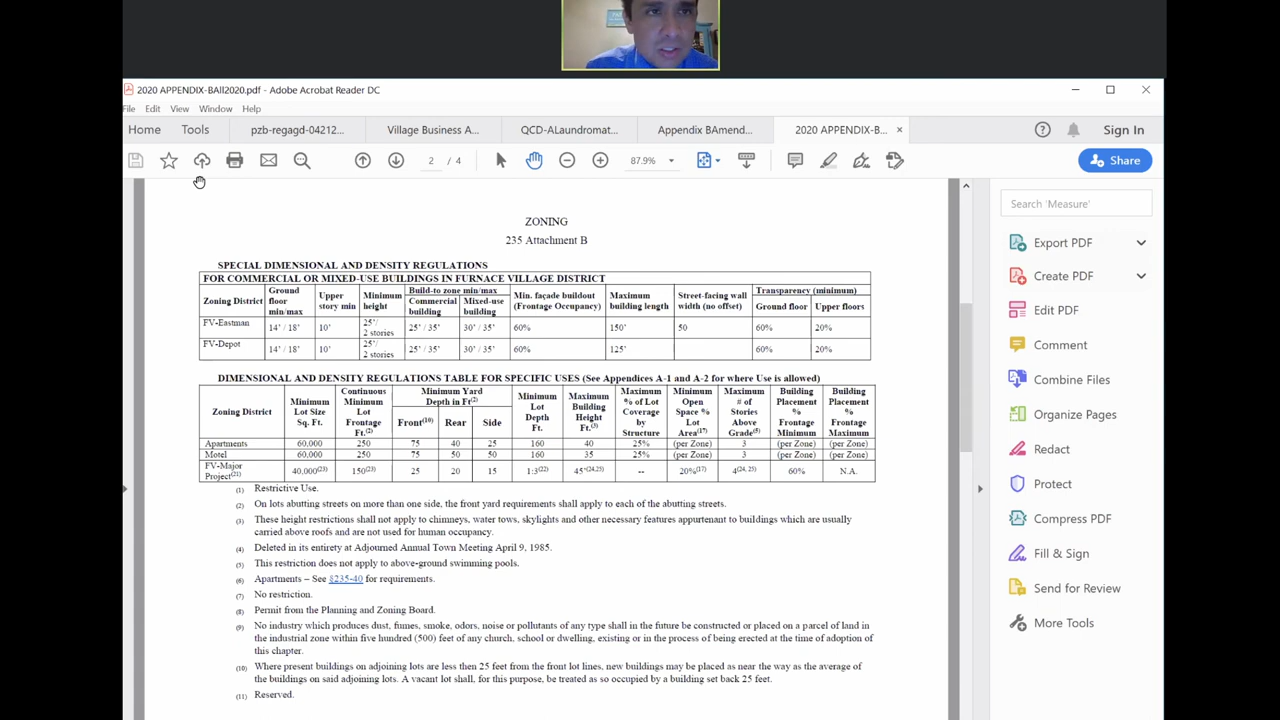 2020 APPENDIX-BAll2020.pdf - Adobe Acrobat Reader DC
File Edit View Window Help
Home Tools pzb-regagd-04212... Village Business A... QCD-ALaundromat... Appendix BAmend... 2020 APPENDIX-B... × Sign In
2 / 4 87.9% Share
Search 'Measure'
Export PDF
Create PDF
Edit PDF
Comment
Combine Files
Organize Pages
Redact
Protect
Compress PDF
Fill & Sign
Send for Review
More Tools
ZONING
235 Attachment B
SPECIAL DIMENSIONAL AND DENSITY REGULATIONS
FOR COMMERCIAL OR MIXED-USE BUILDINGS IN FURNACE VILLAGE DISTRICT
Zoning District Ground floor min/max Upper story min Minimum height Build-to zone min/max Commercial building Mixed-use building Min. façade buildout (Frontage Occupancy) Maximum building length Street-facing wall width (no offset) Transparency (minimum) Ground floor Upper floors
FV-Eastman 14' / 18' 10' 25'/ 2 stories 25' / 35' 30' / 35' 60% 150' 50 60% 20%
FV-Depot 14' / 18' 10' 25'/ 2 stories 25' / 35' 30' / 35' 60% 125' 60% 20%
DIMENSIONAL AND DENSITY REGULATIONS TABLE FOR SPECIFIC USES (See Appendices A-1 and A-2 for where Use is allowed)
Zoning District Minimum Lot Size Sq. Ft. Continuous Minimum Lot Frontage Ft.(2) Minimum Yard Depth in Ft(2) Front(10) Rear Side Minimum Lot Depth Ft. Maximum Building Height Ft.(3) Maximum % of Lot Coverage by Structure Minimum Open Space % Lot Area(17) Maximum # of Stories Above Grade(5) Building Placement % Frontage Minimum Building Placement % Frontage Maximum
Apartments 60,000 250 75 40 25 160 40 25% (per Zone) 3 (per Zone) (per Zone)
Motel 60,000 250 75 50 50 160 35 25% (per Zone) 3 (per Zone) (per Zone)
FV-Major Project(21) 40,000(23) 150(23) 25 20 15 1:3(22) 45'(24,23) -- 20%(17) 4(24, 23) 60% N.A.
(1) Restrictive Use.
(2) On lots abutting streets on more than one side, the front yard requirements shall apply to each of the abutting streets.
(3) These height restrictions shall not apply to chimneys, water tows, skylights and other necessary features appurtenant to buildings which are usually
carried above roofs and are not used for human occupancy.
(4) Deleted in its entirety at Adjourned Annual Town Meeting April 9, 1985.
(5) This restriction does not apply to above-ground swimming pools.
(6) Apartments – See §235-40 for requirements.
(7) No restriction.
(8) Permit from the Planning and Zoning Board.
(9) No industry which produces dust, fumes, smoke, odors, noise or pollutants of any type shall in the future be constructed or placed on a parcel of land in
the industrial zone within five hundred (500) feet of any church, school or dwelling, existing or in the process of being erected at the time of adoption of
this chapter.
(10) Where present buildings on adjoining lots are less then 25 feet from the front lot lines, new buildings may be placed as near the way as the average of
the buildings on said adjoining lots. A vacant lot shall, for this purpose, be treated as so occupied by a building set back 25 feet.
(11) Reserved.